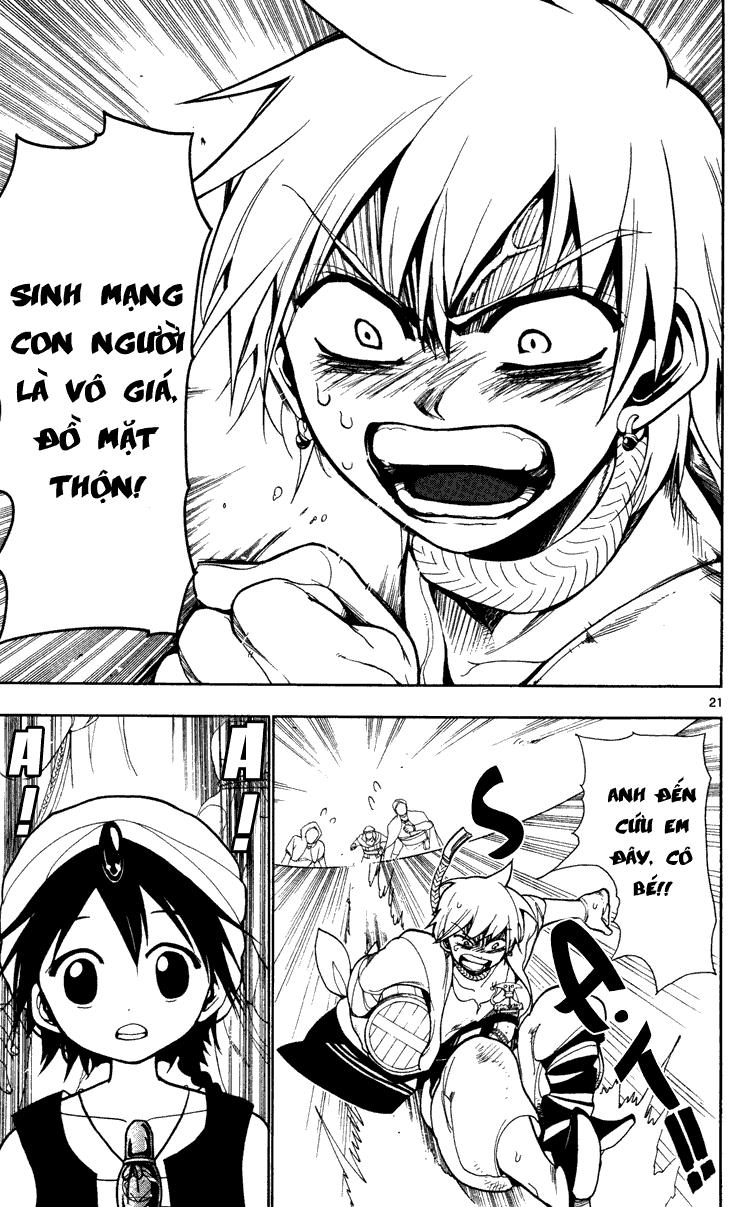 SINH MẠNG
CON NGƯỜI
LÀ VÔ GIÁ,
ĐỒ MẶT
THỘN!
21
ANH ĐẾN
CỨU EM
ĐÂY, CÔ
BÉ!!
S
A..T!!
A!
A!